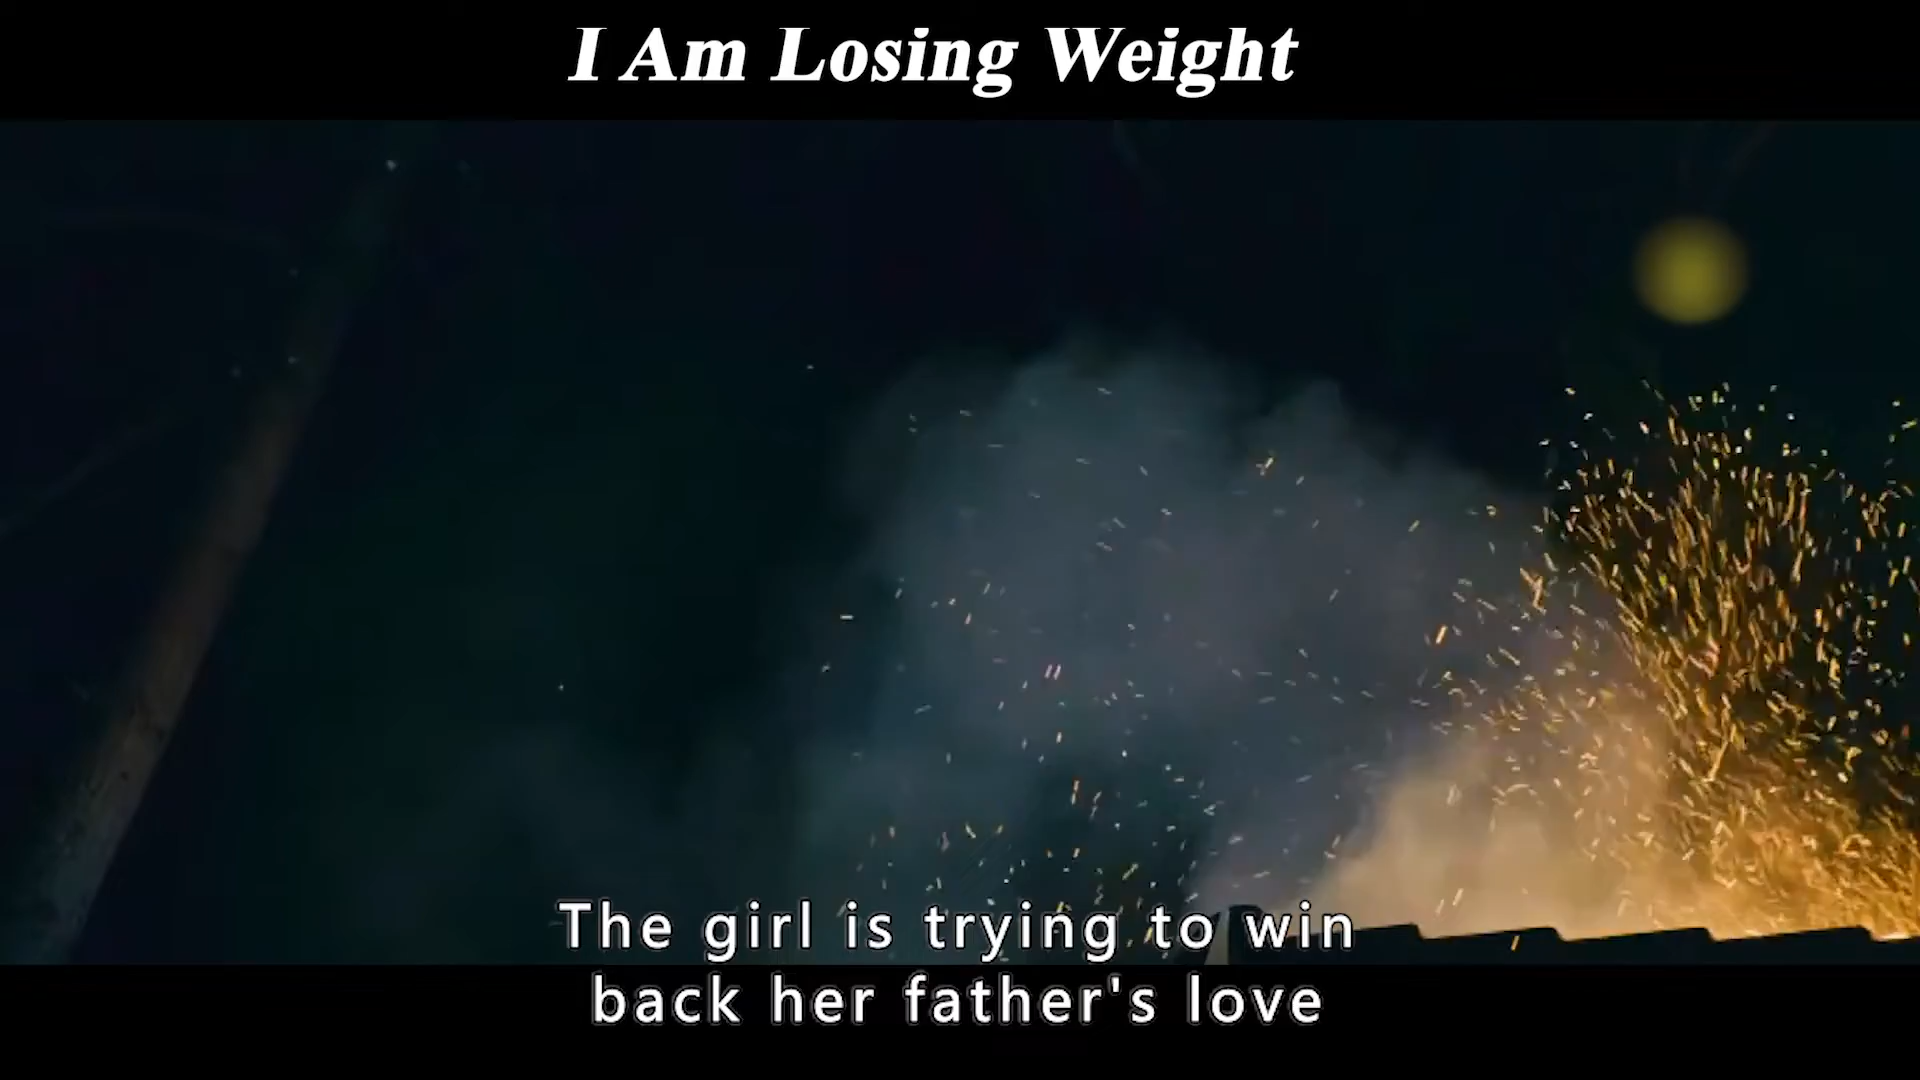 I Am Losing Weight
The girl is trying to win
back her father's love